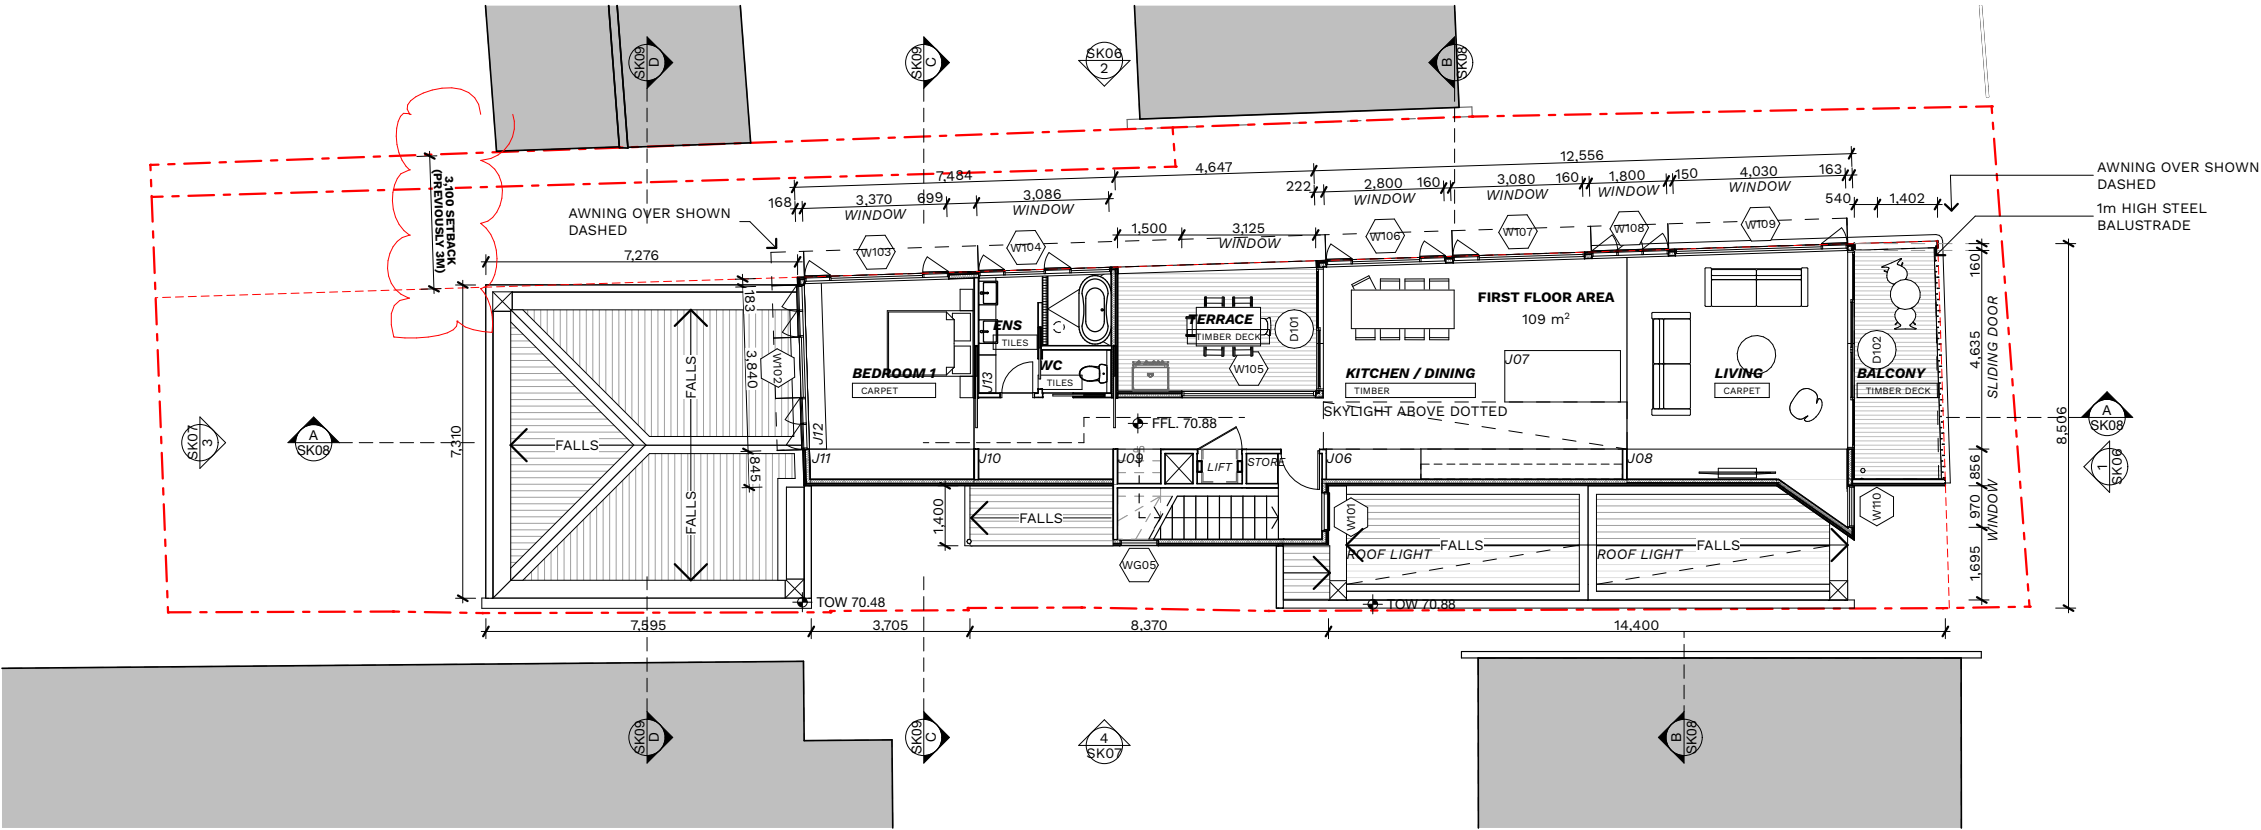 SK09
D
SK09
C
SK06
2
B
SK08
3,100 SETBACK
(PREVIOUSLY 3M)
12,556
4,647
7,484
168
3,370
WINDOW
699
3,086
WINDOW
222
2,800
WINDOW
160
3,080
WINDOW
160
1,800
WINDOW
150
4,030
WINDOW
163
540
1,402
AWNING OVER SHOWN
DASHED
1m HIGH STEEL
BALUSTRADE
AWNING OVER SHOWN
DASHED
7,276
W103
W104
1,500
3,125
WINDOW
W106
W107
W108
W109
183
3,840
845
W102
7,310
FALLS
FALLS
FALLS
BEDROOM 1
CARPET
J12
J11
ENS
TILES
J13
WC
TILES
J10
TERRACE
TIMBER DECK
D101
W105
FIRST FLOOR AREA
109 m²
J07
KITCHEN / DINING
TIMBER
SKYLIGHT ABOVE DOTTED
LIVING
CARPET
D102
BALCONY
TIMBER DECK
160
4,635
SLIDING DOOR
856
970
WINDOW
1,695
8,506
A
SK08
1
SK06
SK07
3
A
SK08
FFL. 70.88
J09
LIFT
STORE
J06
J08
1,400
FALLS
W101
W10
WG05
FALLS
ROOF LIGHT
FALLS
ROOF LIGHT
TOW 70.48
TOW 70.88
7,595
3,705
8,370
14,400
SK09
D
SK09
C
4
SK07
B
SK08